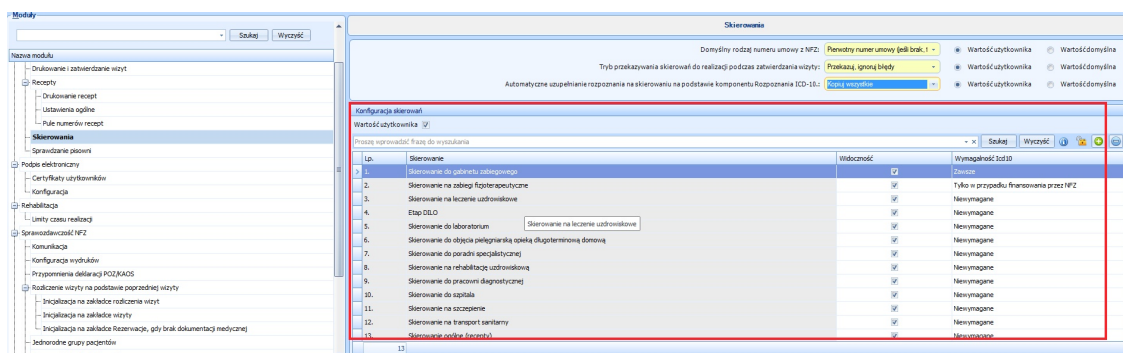 Moduły
Szukaj Wyczyść
Nazwa modułu
Drukowanie i zatwierdzanie wizyt
Recepty
Drukowanie recept
Ustawienia ogólne
Pule numerów recept
Skierowania
Sprawdzanie pisowni
Podpis elektroniczny
Certyfikaty użytkowników
Konfiguracja
Rehabilitacja
Limity czasu realizacji
Sprawozdawczość NFZ
Komunikacja
Konfiguracja wydruków
Przypomnienia deklaracji POZ/KAOS
Rozliczenie wizyty na podstawie poprzedniej wizyty
Inicjalizacja na zakładce rozliczenia wizyt
Inicjalizacja na zakładce wizyty
Inicjalizacja na zakładce Rezerwacje, gdy brak dokumentacji medycznej
Jednorodne grupy pacjentów
Skierowania
Domyślny rodzaj numeru umowy z NFZ: Pierwotny numer umowy (jeśli brak, t Wartość użytkownika Wartość domyślna
Tryb przekazywania skierowań do realizacji podczas zatwierdzania wizyty: Przekazuj, ignoruj błędy Wartość użytkownika Wartość domyślna
Automatyczne uzupełnianie rozpoznania na skierowaniu na podstawie komponentu Rozpoznania ICD-10.: Kopiuj wszystkie Wartość użytkownika Wartość domyślna
Konfiguracja skierowań
Wartość użytkownika
Proszę wprowadzić frazę do wyszukania Szukaj Wyczyść
Lp. Skierowanie Widoczność Wymagalność Icd10
1. Skierowanie do gabinetu zabiegowego Zawsze
2. Skierowanie na zabiegi fizjoterapeutyczne Tylko w przypadku finansowania przez NFZ
3. Skierowanie na leczenie uzdrowiskowe Niewymagane
4. Etap DILO Niewymagane
Skierowanie na leczenie uzdrowiskowe
5. Skierowanie do laboratorium Niewymagane
6. Skierowanie do objęcia pielęgniarską opieką długoterminową domową Niewymagane
7. Skierowanie do poradni specjalistycznej Niewymagane
8. Skierowanie na rehabilitację uzdrowiskową Niewymagane
9. Skierowanie do pracowni diagnostycznej Niewymagane
10. Skierowanie do szpitala Niewymagane
11. Skierowanie na szczepienie Niewymagane
12. Skierowanie na transport sanitarny Niewymagane
13. Skierowanie ogólne (recepty) Niewymagane
13